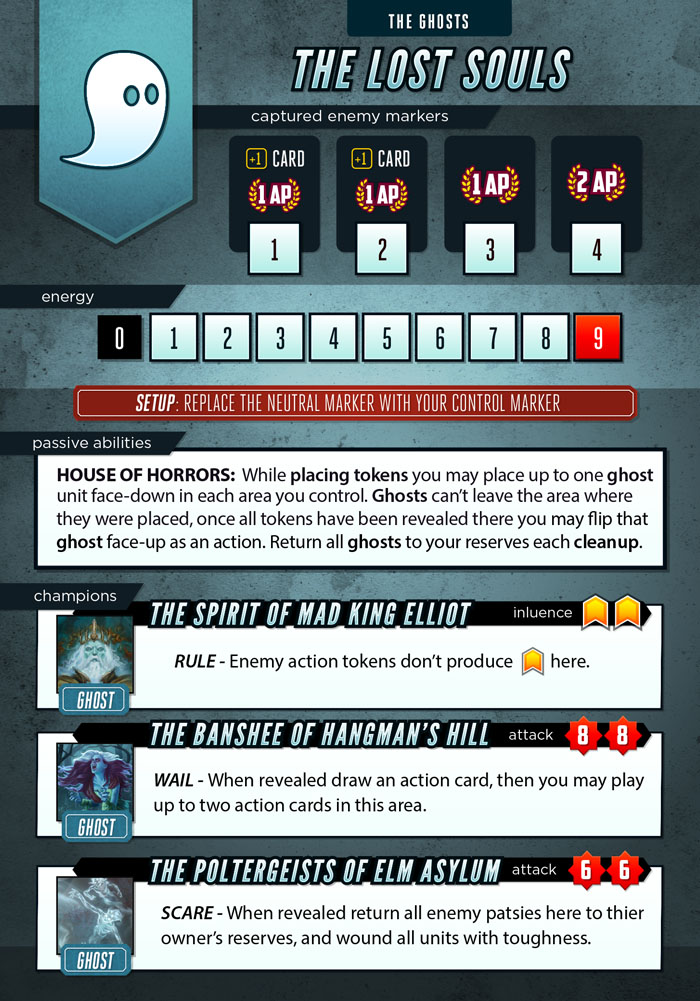 THE GHOSTS
THE LOST SOULS
captured enemy markers
+1 CARD +1 CARD
1 AP 1 AP 1 AP 2 AP
1 2 3 4
energy
0 1 2 3 4 5 6 7 8 9
SETUP: REPLACE THE NEUTRAL MARKER WITH YOUR CONTROL MARKER
passive abilities
HOUSE OF HORRORS: While placing tokens you may place up to one ghost
unit face-down in each area you control. Ghosts can't leave the area where
they were placed, once all tokens have been revealed there you may flip that
ghost face-up as an action. Return all ghosts to your reserves each cleanup.
champions
THE SPIRIT OF MAD KING ELLIOT inluence
RULE - Enemy action tokens don't produce here.
GHOST
THE BANSHEE OF HANGMAN'S HILL attack 8 8
WAIL - When revealed draw an action card, then you may play
up to two action cards in this area.
GHOST
THE POLTERGEISTS OF ELM ASYLUM attack 6 6
SCARE - When revealed return all enemy patsies here to thier
owner's reserves, and wound all units with toughness.
GHOST